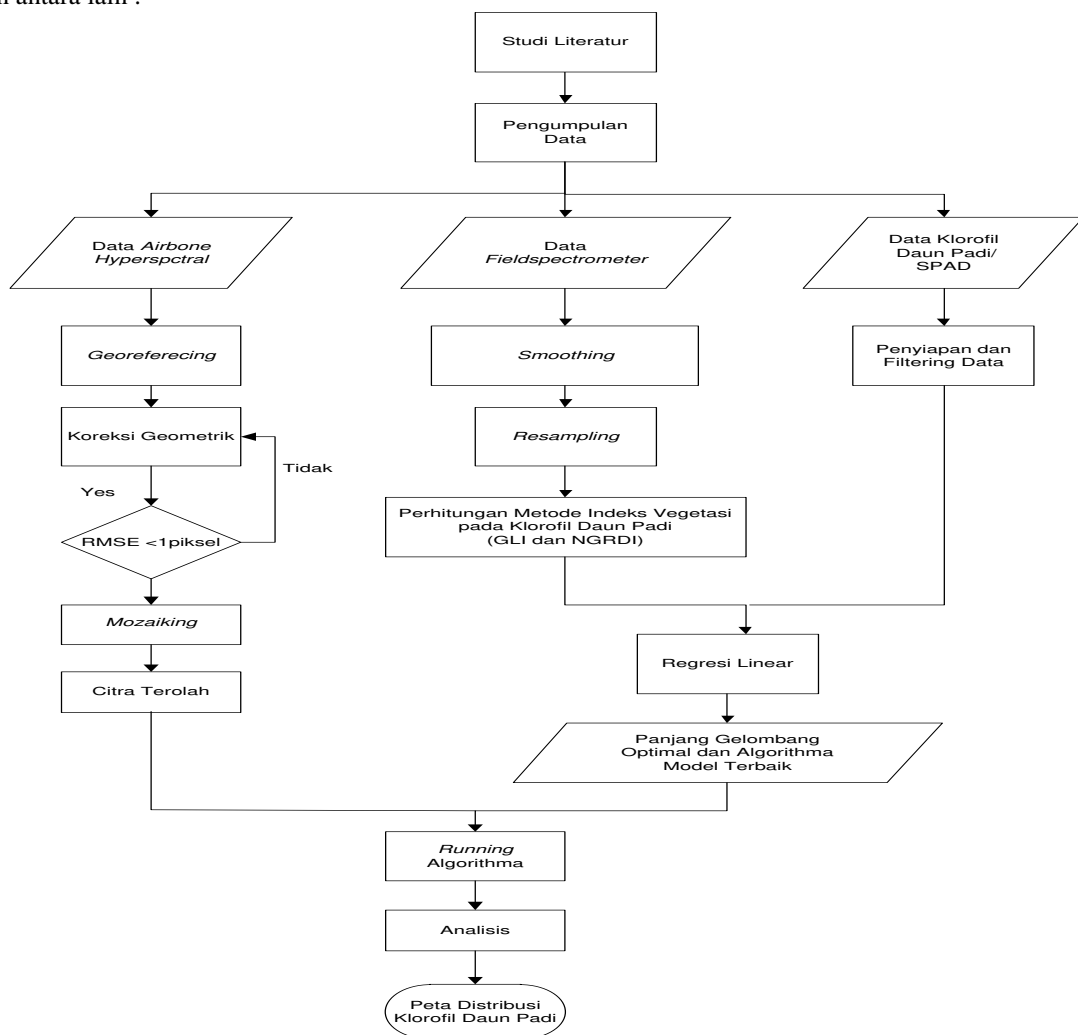 antara lain :
Studi Literatur
Pengumpulan
Data
Data Airbone
Hyperspctral
Data
Fieldspectrometer
Data Klorofil
Daun Padi/
SPAD
Georeferecing
Smoothing
Penyiapan dan
Filtering Data
Koreksi Geometrik
Resampling
Tidak
Yes
Perhitungan Metode Indeks Vegetasi
pada Klorofil Daun Padi
(GLI dan NGRDI)
RMSE <1piksel
Mozaiking
Regresi Linear
Citra Terolah
Panjang Gelombang
Optimal dan Algorithma
Model Terbaik
Running
Algorithma
Analisis
Peta Distribusi
Klorofil Daun Padi